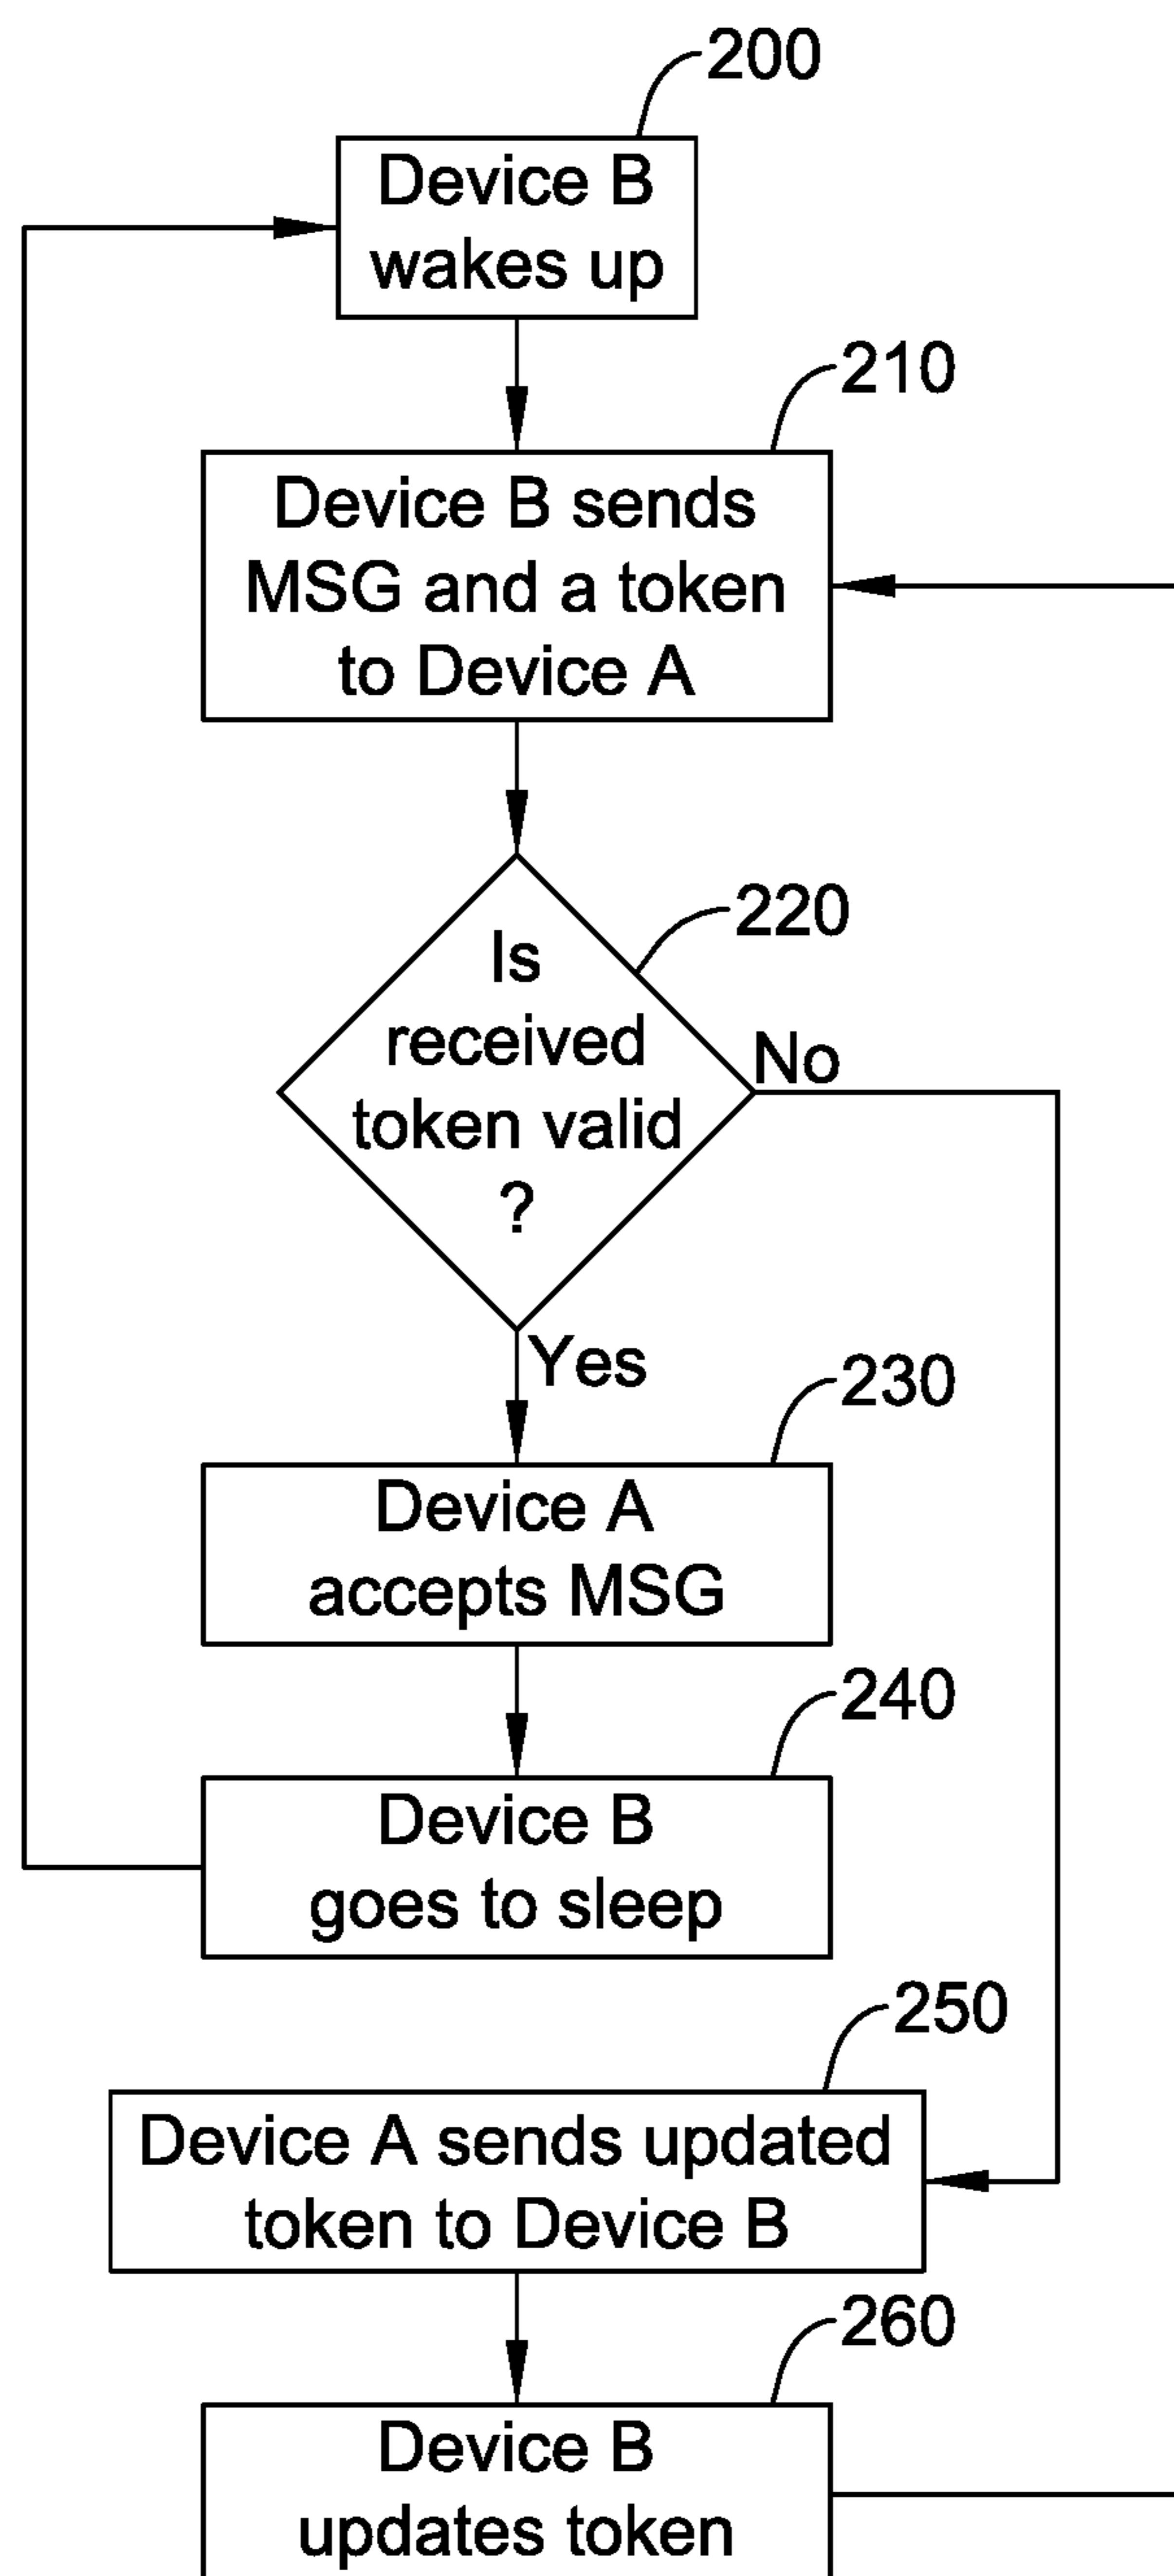 200
Device B
wakes up
210
Device B sends
MSG and a token
to Device A
220
Is
received
token valid
?
No
Yes
230
Device A
accepts MSG
240
Device B
goes to sleep
250
Device A sends updated
token to Device B
260
Device B
updates token